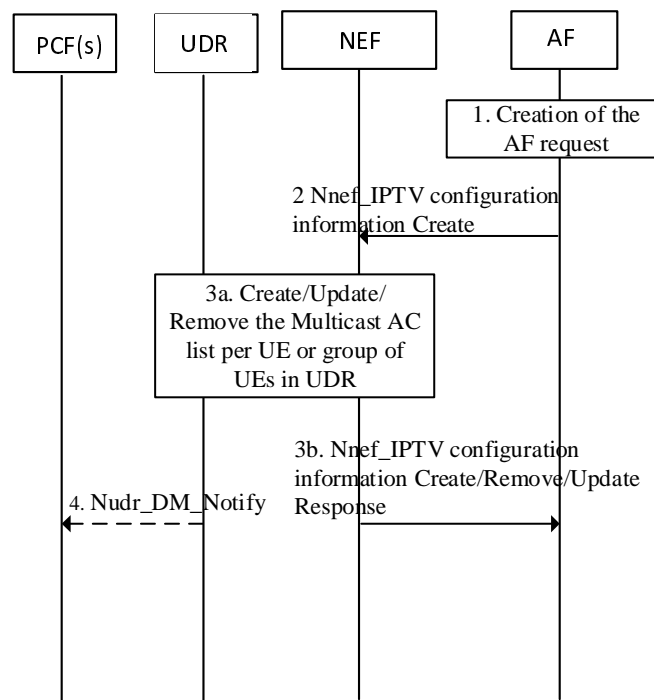 PCF(s)
UDR
NEF
AF
1. Creation of the
AF request
2 Nnef_IPTV configuration
information Create
3a. Create/Update/
Remove the Multicast AC
list per UE or group of
UEs in UDR
3b. Nnef_IPTV configuration
information Create/Remove/Update
Response
4. Nudr_DM_Notify